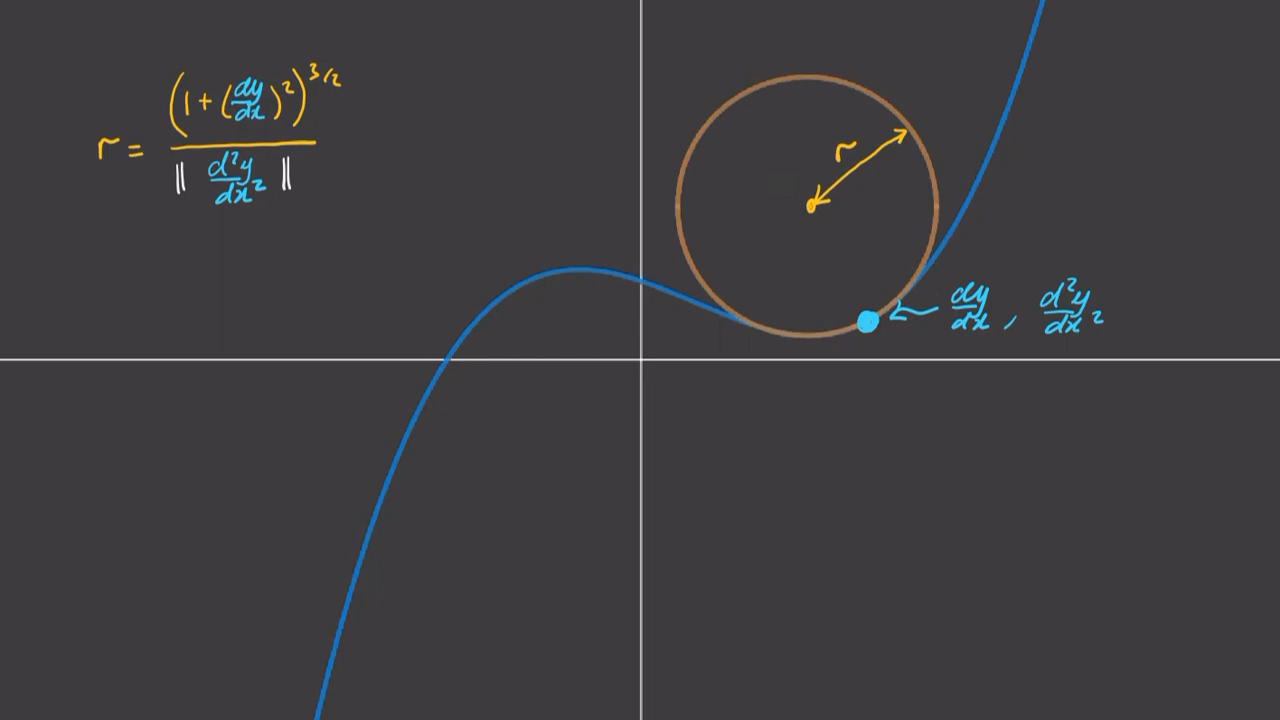 r = (1 + (dy/dx)²)^3/2 / ‖ d²y/dx² ‖
r
dy/dx , d²y/dx²